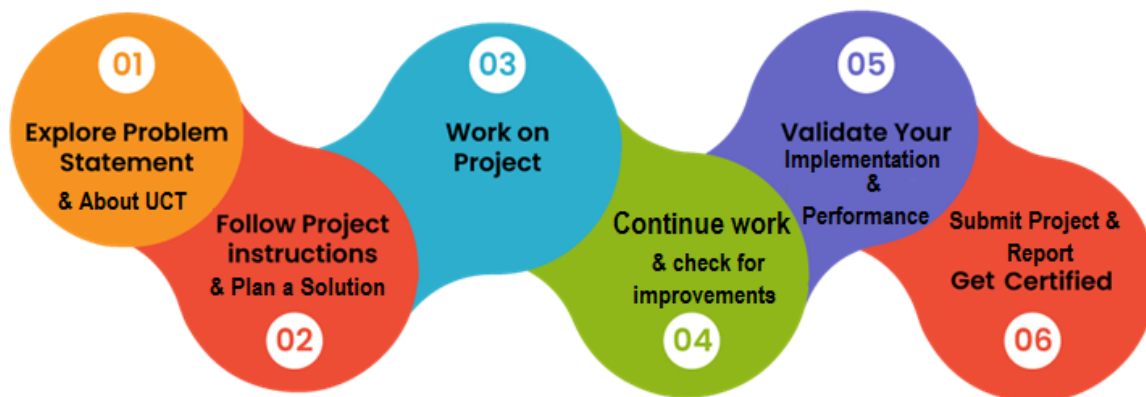 01
Explore Problem
Statement
& About UCT
Follow Project
instructions
& Plan a Solution
02
03
Work on
Project
Continue work
& check for
improvements
04
05
Validate Your
Implementation
&
Performance
Submit Project &
Report
Get Certified
06